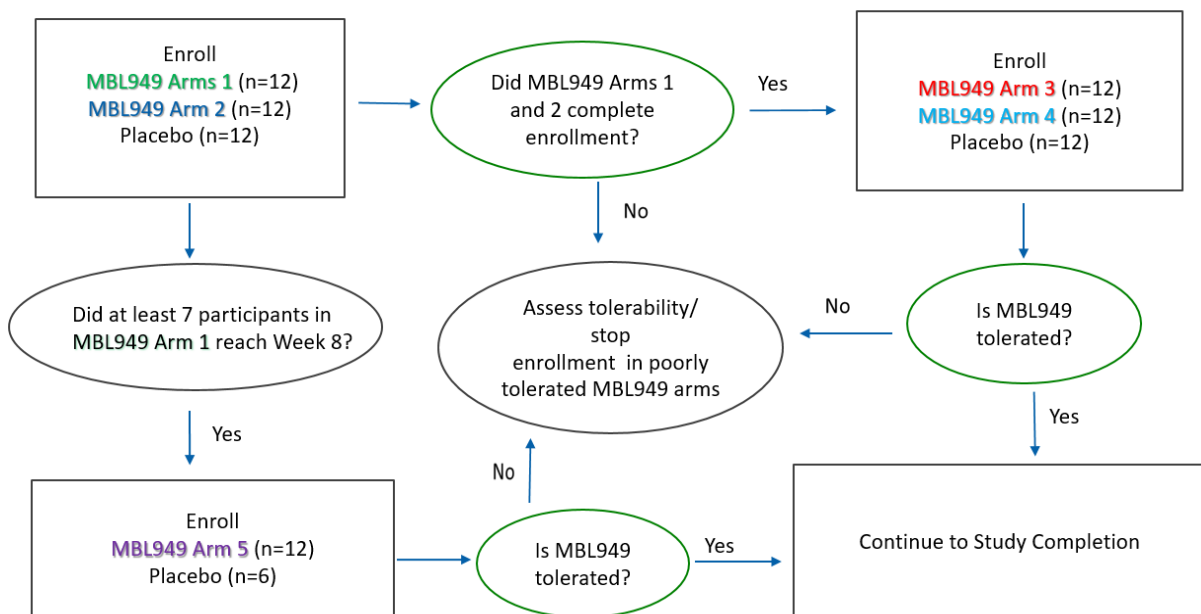 Enroll
MBL949 Arms 1 (n=12)
MBL949 Arm 2 (n=12)
Placebo (n=12)
Did MBL949 Arms 1
and 2 complete
enrollment?
Yes
Enroll
MBL949 Arm 3 (n=12)
MBL949 Arm 4 (n=12)
Placebo (n=12)
No
Did at least 7 participants in
MBL949 Arm 1 reach Week 8?
Assess tolerability/
stop
enrollment in poorly
tolerated MBL949 arms
No
Is MBL949
tolerated?
Yes
Yes
No
Enroll
MBL949 Arm 5 (n=12)
Placebo (n=6)
Is MBL949
tolerated?
Yes
Continue to Study Completion